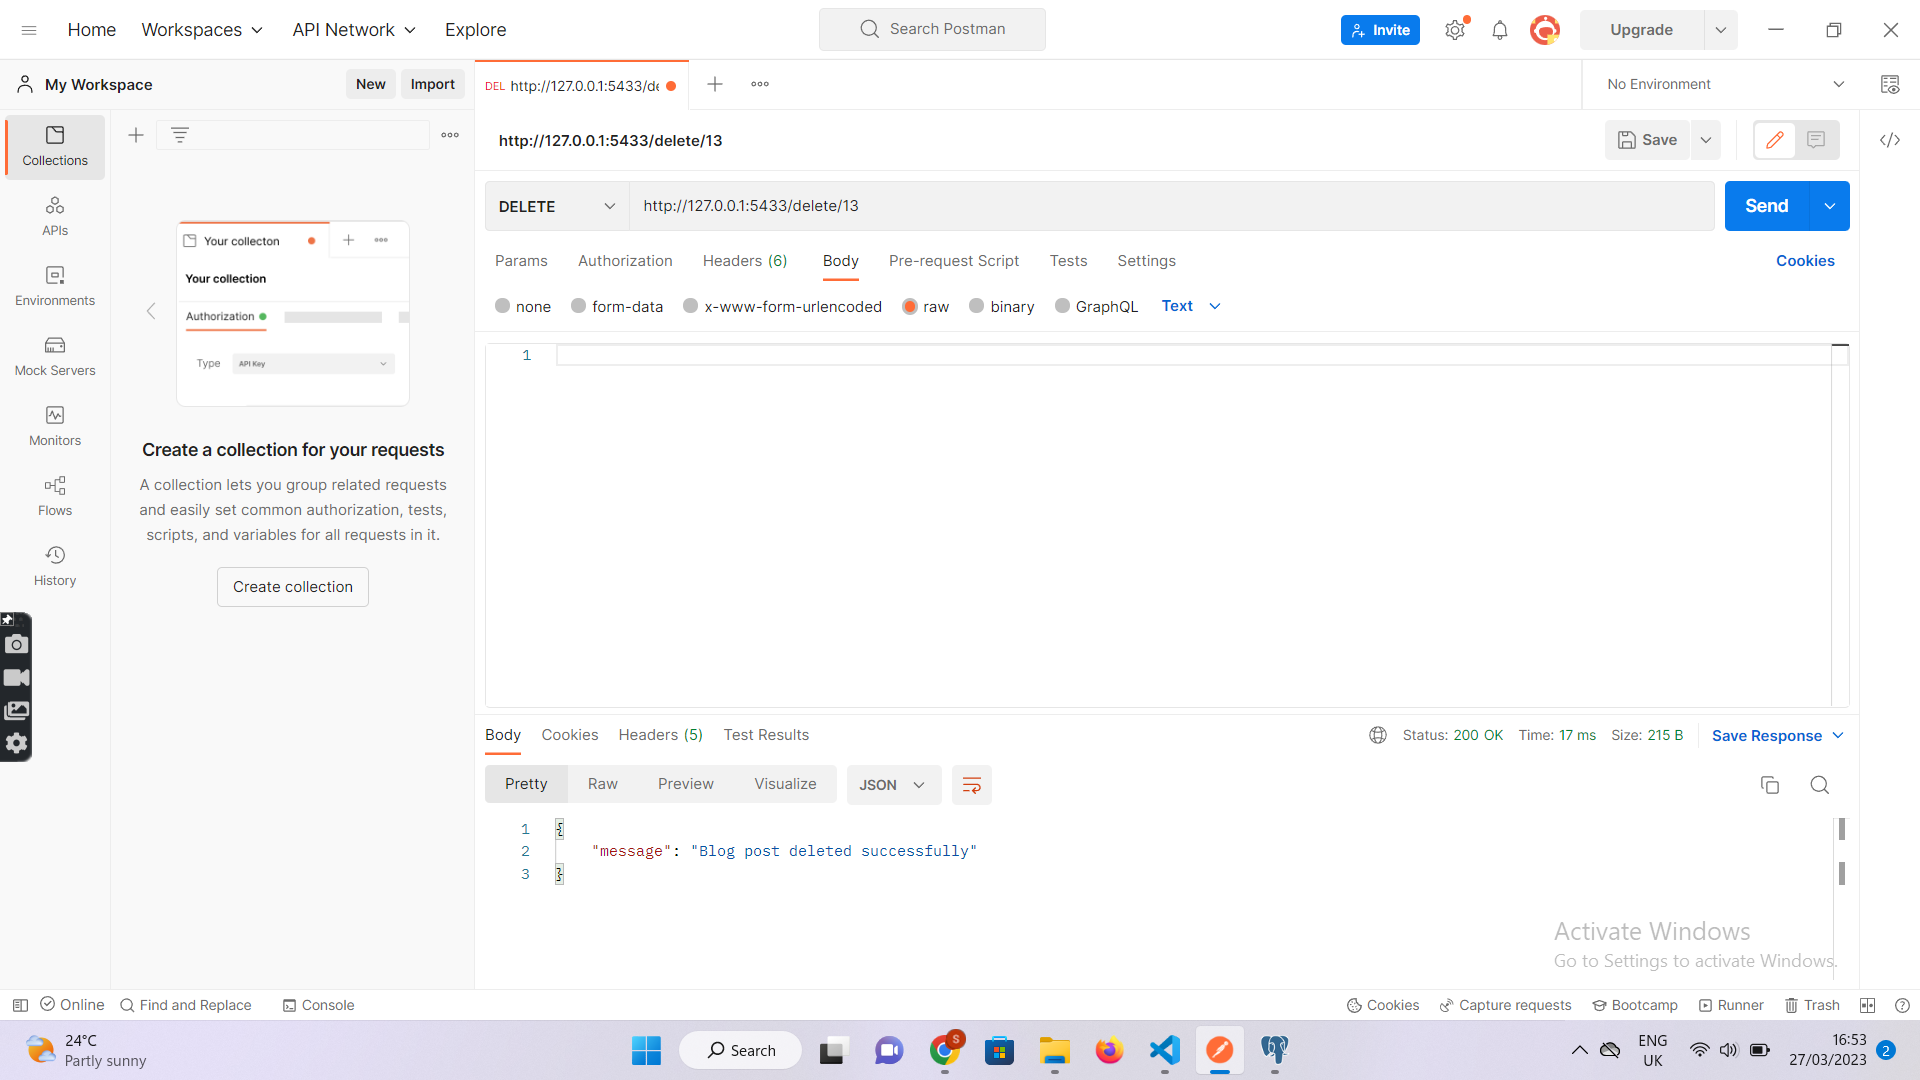 Home
Workspaces
API Network
Explore
Search Postman
Invite
Upgrade
My Workspace
New
Import
DEL http://127.0.0.1:5433/de
No Environment
Collections
APIs
Environments
Mock Servers
Monitors
Flows
History
Your collecton
Your collection
Authorization
Type
API Key
Create a collection for your requests
A collection lets you group related requests
and easily set common authorization, tests,
scripts, and variables for all requests in it.
Create collection
http://127.0.0.1:5433/delete/13
Save
DELETE
http://127.0.0.1:5433/delete/13
Send
Params
Authorization
Headers (6)
Body
Pre-request Script
Tests
Settings
Cookies
none
form-data
x-www-form-urlencoded
raw
binary
GraphQL
Text
1
Body
Cookies
Headers (5)
Test Results
Status: 200 OK
Time: 17 ms
Size: 215 B
Save Response
Pretty
Raw
Preview
Visualize
JSON
1 {
2 "message": "Blog post deleted successfully"
3 }
Activate Windows
Go to Settings to activate Windows.
Online
Find and Replace
Console
Cookies
Capture requests
Bootcamp
Runner
Trash
24°C
Partly sunny
Search
S
ENG
UK
16:53
27/03/2023
2